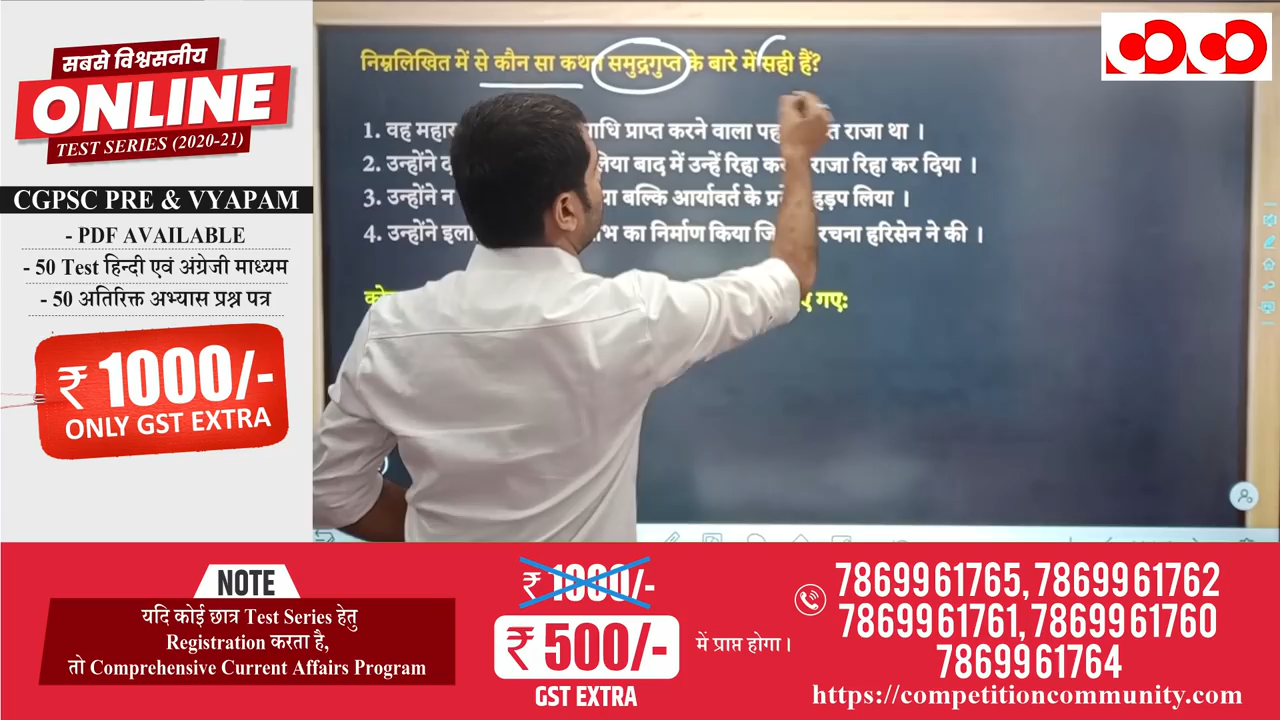 सबसे विश्वसनीय
ONLINE
TEST SERIES (2020-21)
CGPSC PRE & VYAPAM
- PDF AVAILABLE
- 50 Test हिन्दी एवं अंग्रेजी माध्यम
- 50 अतिरिक्त अभ्यास प्रश्न पत्र
₹ 1000/-
ONLY GST EXTRA
निम्नलिखित में से कौन सा कथन समुद्रगुप्त के बारे में सही हैं?
1. वह प्राप्त करने वाला राजा था ।
2. उन्होंने लिया बाद में उन्हें रिहा राजा रिहा कर दिया ।
3. उन्होंने न बल्कि आर्यावर्त के हड़प लिया ।
4. उन्होंने का निर्माण किया रचना हरिसेन ने की ।
गए:
NOTE
यदि कोई छात्र Test Series हेतु
Registration करता है,
तो Comprehensive Current Affairs Program
₹ 1000/-
₹ 500/- में प्राप्त होगा।
GST EXTRA
7869961765, 7869961762
7869961761, 7869961760
7869961764
https://competitioncommunity.com